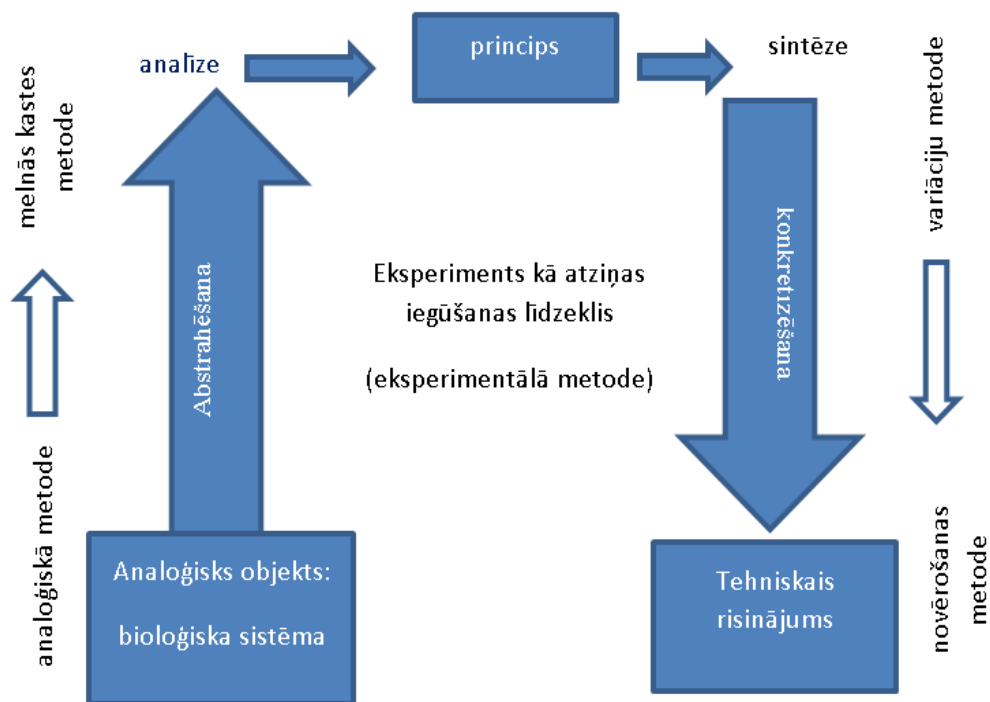 melnās kastes
metode
analīze
princips
sintēze
variāciju metode
Abstrahēšana
Eksperiments kā atziņas
iegūšanas līdzeklis
(eksperimentālā metode)
konkretizēšana
analoģiskā metode
Analoģisks objekts:
bioloģiska sistēma
Tehniskais
risinājums
novērošanas
metode